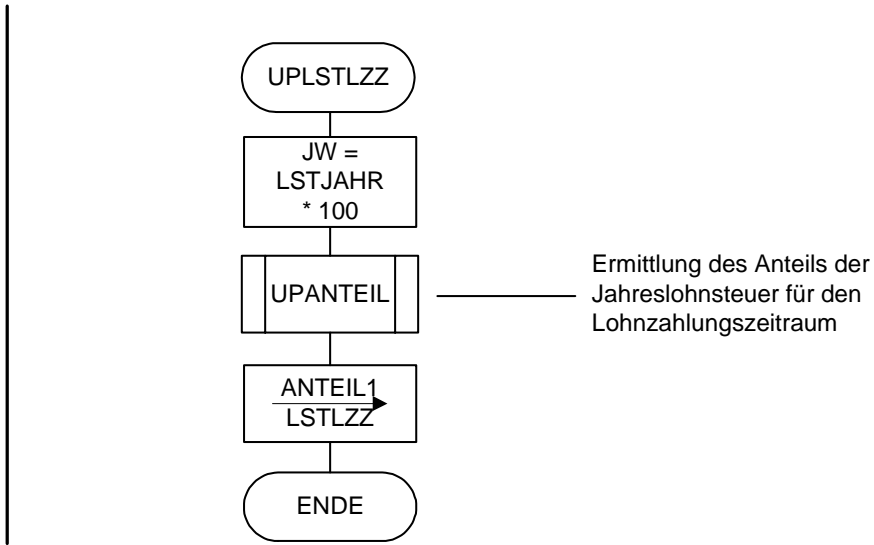 UPLSTLZZ
JW =
LSTJAHR
* 100
UPANTEIL
Ermittlung des Anteils der
Jahreslohnsteuer für den
Lohnzahlungszeitraum
ANTEIL1
LSTLZZ
ENDE